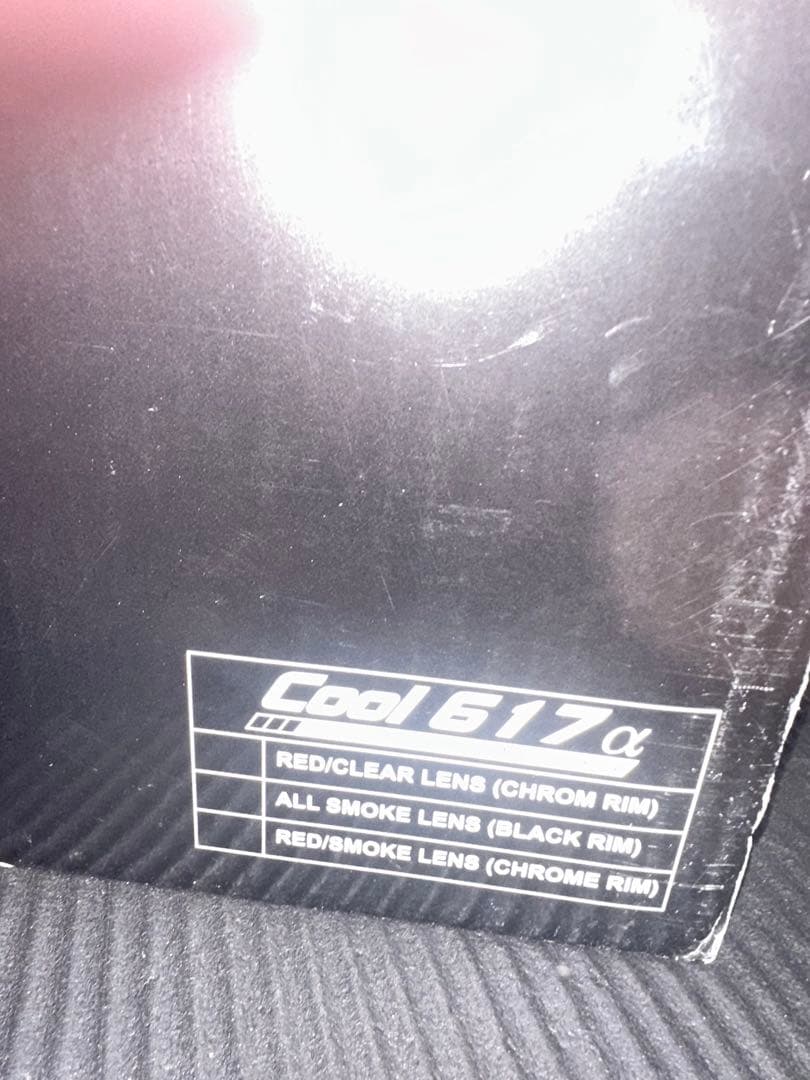 Cool 617α
RED/CLEAR LENS (CHROM RIM)
ALL SMOKE LENS (BLACK RIM)
RED/SMOKE LENS (CHROME RIM)